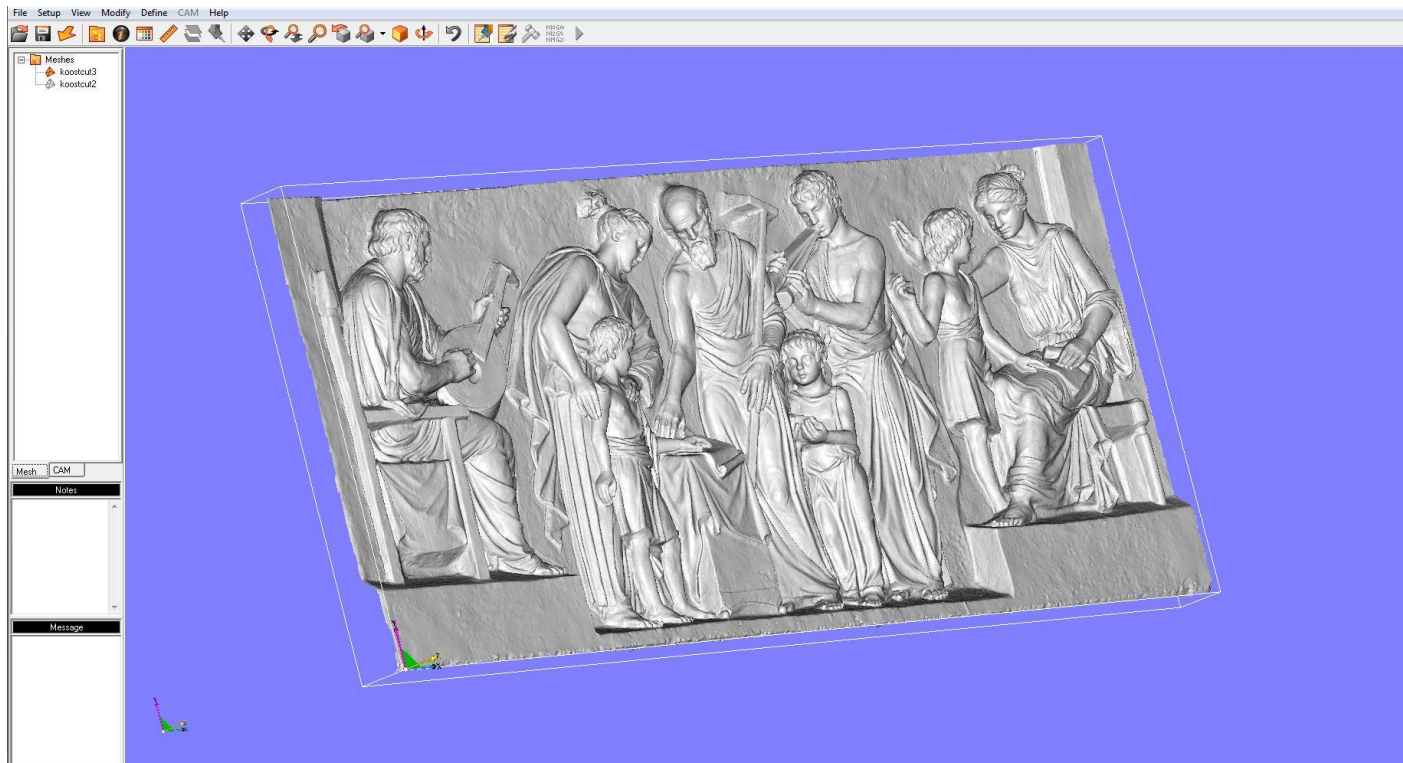 File Setup View Modify Define CAM Help
Meshes
koostcut3
koostcut2
Mesh CAM
Notes
Message